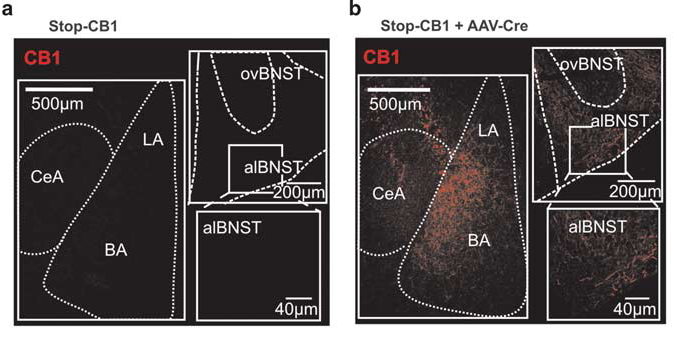 a
Stop-CB1
CB1
500µm
LA
CeA
BA
ovBNST
alBNST
200µm
alBNST
40µm
b
Stop-CB1 + AAV-Cre
CB1
500µm
LA
CeA
BA
ovBNST
alBNST
200µm
alBNST
40µm